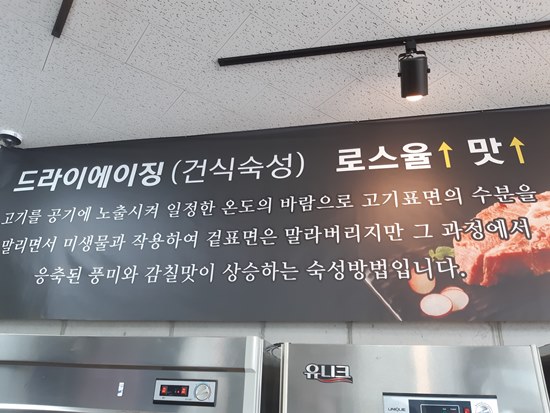 드라이에이징 (건식숙성) 로스율↑ 맛↑
고기를 공기에 노출시켜 일정한 온도의 바람으로 고기표면의 수분을
말리면서 미생물과 작용하여 겉표면은 말라버리지만 그 과정에서
응축된 풍미와 감칠맛이 상승하는 숙성방법입니다.
유니크
UNIQUE